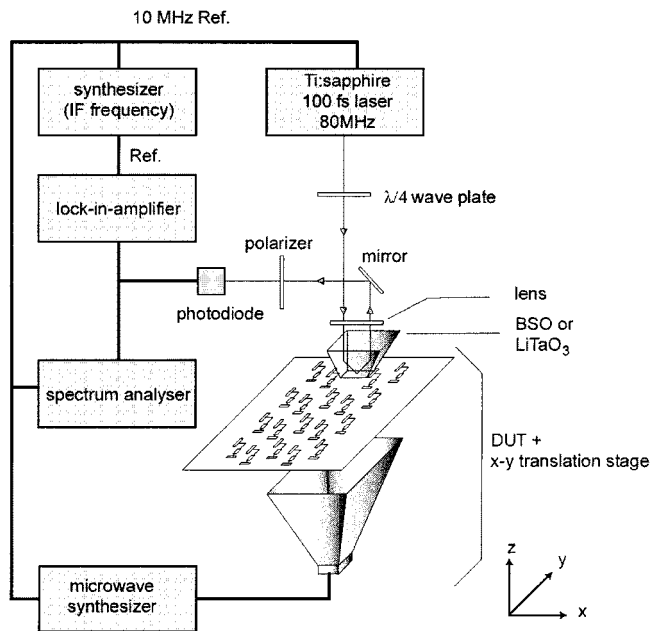 10 MHz Ref.
synthesizer
(IF frequency)
Ti:sapphire
100 fs laser
80MHz
Ref.
lock-in-amplifier
λ/4 wave plate
polarizer
mirror
photodiode
lens
BSO or
LiTaO3
spectrum analyser
DUT +
x-y translation stage
microwave
synthesizer
z
y
x